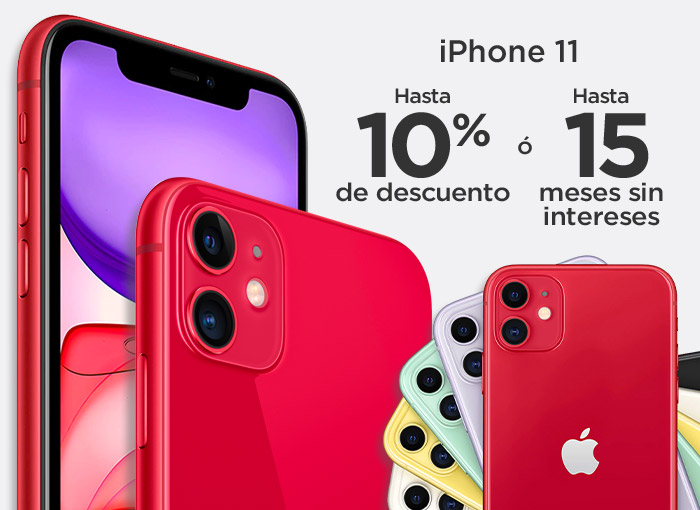 iPhone 11
Hasta
10%
de descuento
ó
Hasta
15
meses sin
intereses